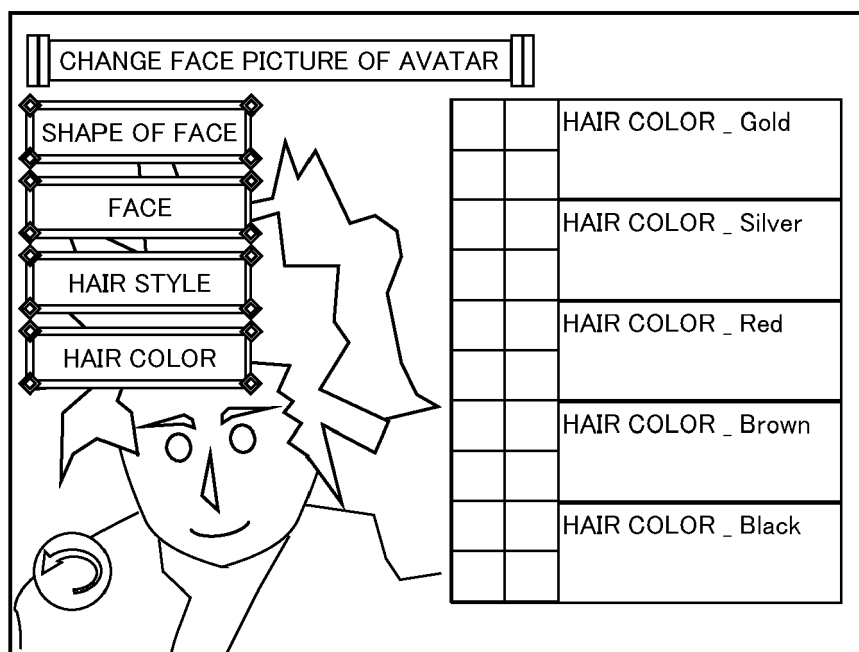 CHANGE FACE PICTURE OF AVATAR
SHAPE OF FACE
FACE
HAIR STYLE
HAIR COLOR
HAIR COLOR _ Gold
HAIR COLOR _ Silver
HAIR COLOR _ Red
HAIR COLOR _ Brown
HAIR COLOR _ Black